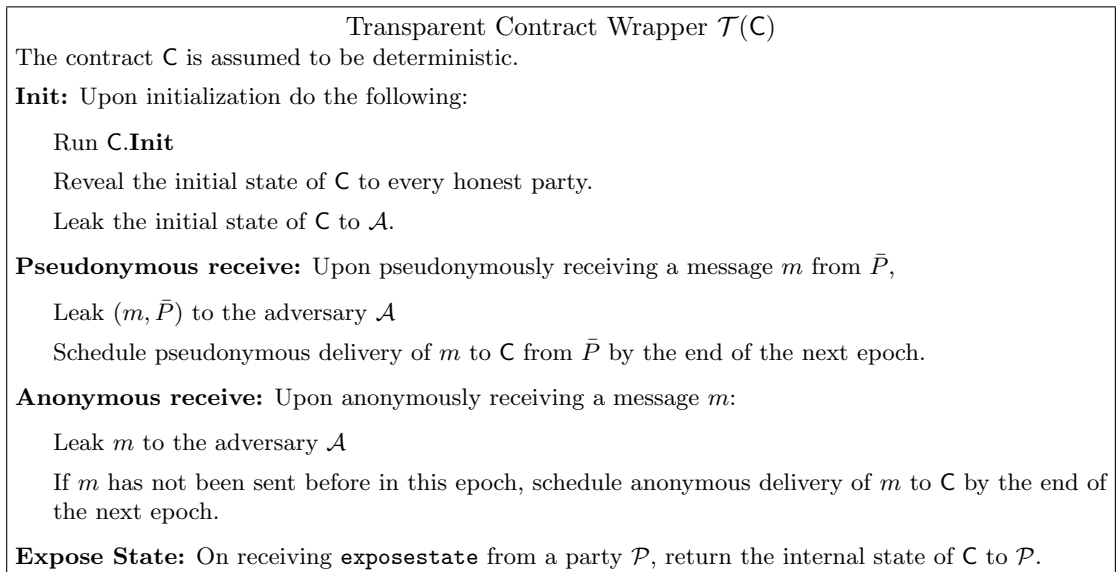 Transparent Contract Wrapper 𝒯(C)
The contract C is assumed to be deterministic.
Init: Upon initialization do the following:
Run C.Init
Reveal the initial state of C to every honest party.
Leak the initial state of C to 𝒜.
Pseudonymous receive: Upon pseudonymously receiving a message m from P̄,
Leak (m, P̄) to the adversary 𝒜
Schedule pseudonymous delivery of m to C from P̄ by the end of the next epoch.
Anonymous receive: Upon anonymously receiving a message m:
Leak m to the adversary 𝒜
If m has not been sent before in this epoch, schedule anonymous delivery of m to C by the end of
the next epoch.
Expose State: On receiving exposestate from a party 𝒫, return the internal state of C to 𝒫.